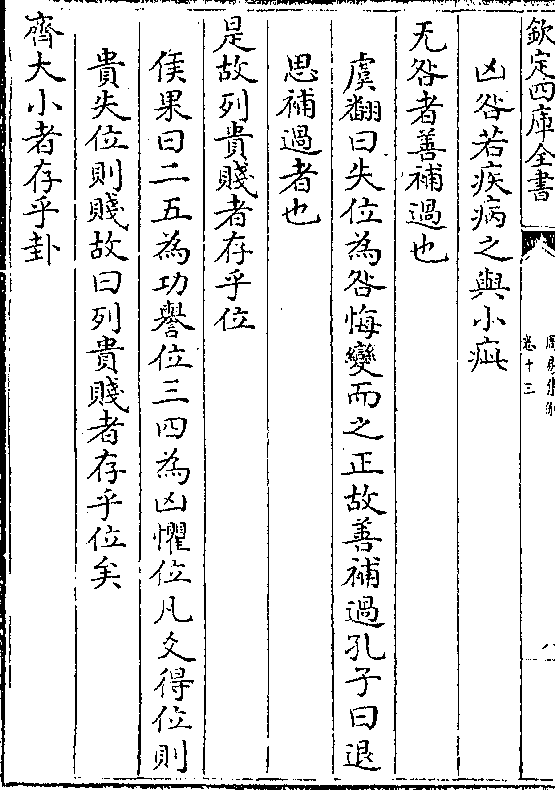 欽定四庫全書
周易集解
卷十三
凶咎若疾病之與小疵
无咎者善補過也
虞翻曰失位為咎悔變而之正故善補過孔子曰退
思補過者也
是故列貴賤者存乎位
侯果曰二五為功譽位三四為凶懼位凡爻得位則
貴失位則賤故曰列貴賤者存乎位矣
齊大小者存乎卦